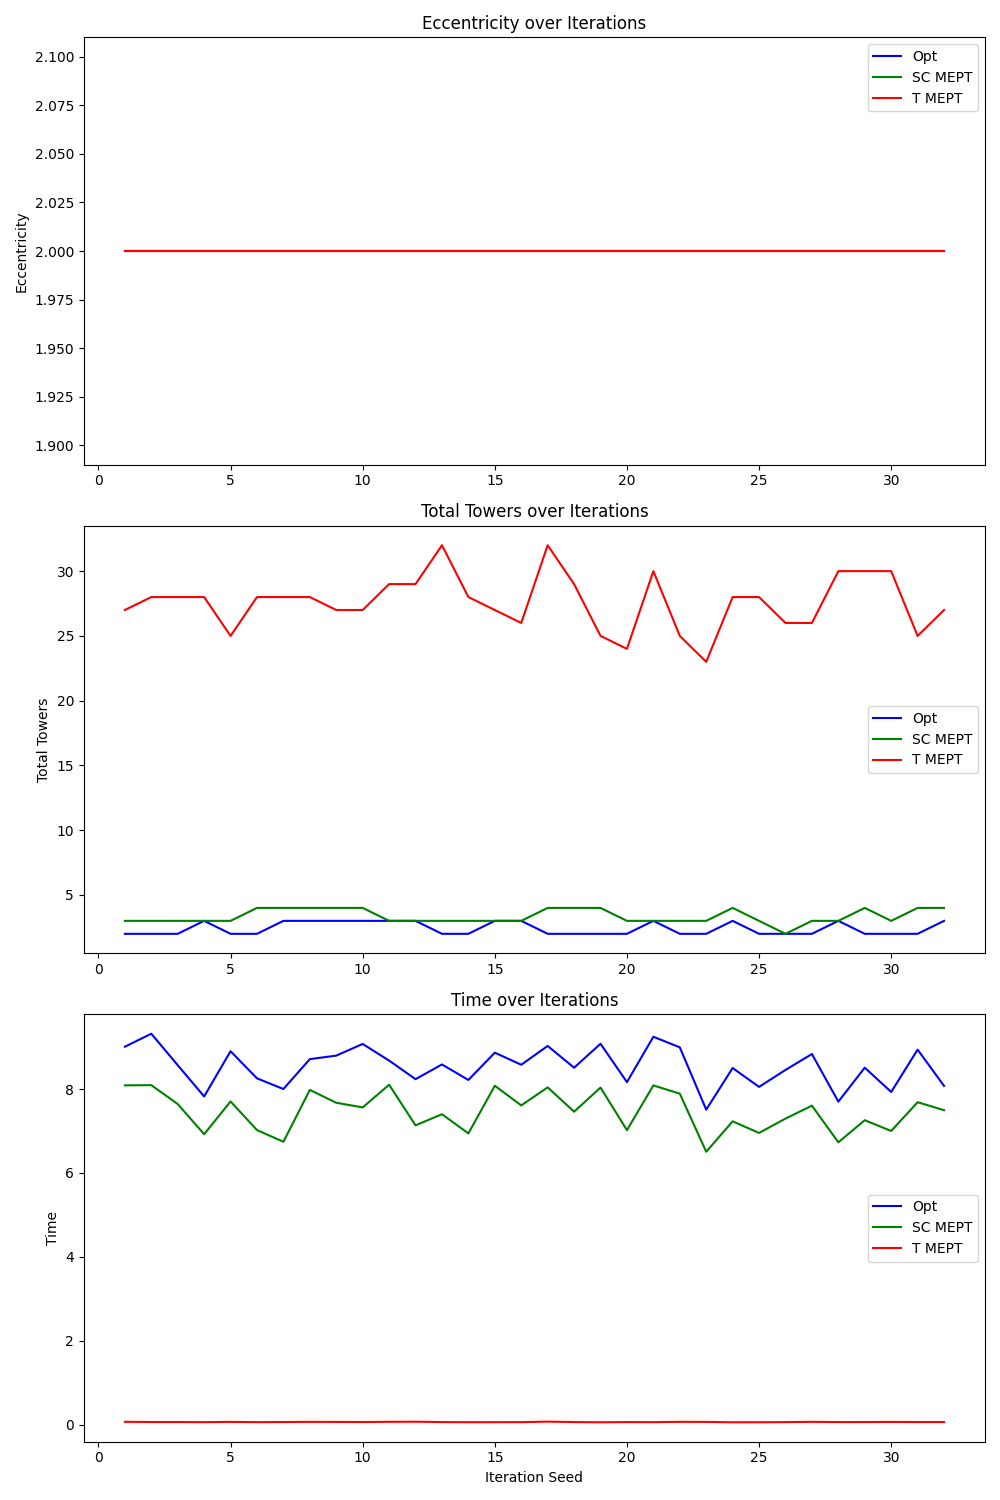 Eccentricity over Iterations
2.100
2.075
2.050
2.025
2.000
1.975
1.950
1.925
1.900
Eccentricity
Opt
SC MEPT
T MEPT
0 5 10 15 20 25 30
Total Towers over Iterations
30
25
20
15
10
5
Total Towers
Opt
SC MEPT
T MEPT
0 5 10 15 20 25 30
Time over Iterations
8
6
4
2
0
Time
Opt
SC MEPT
T MEPT
0 5 10 15 20 25 30
Iteration Seed